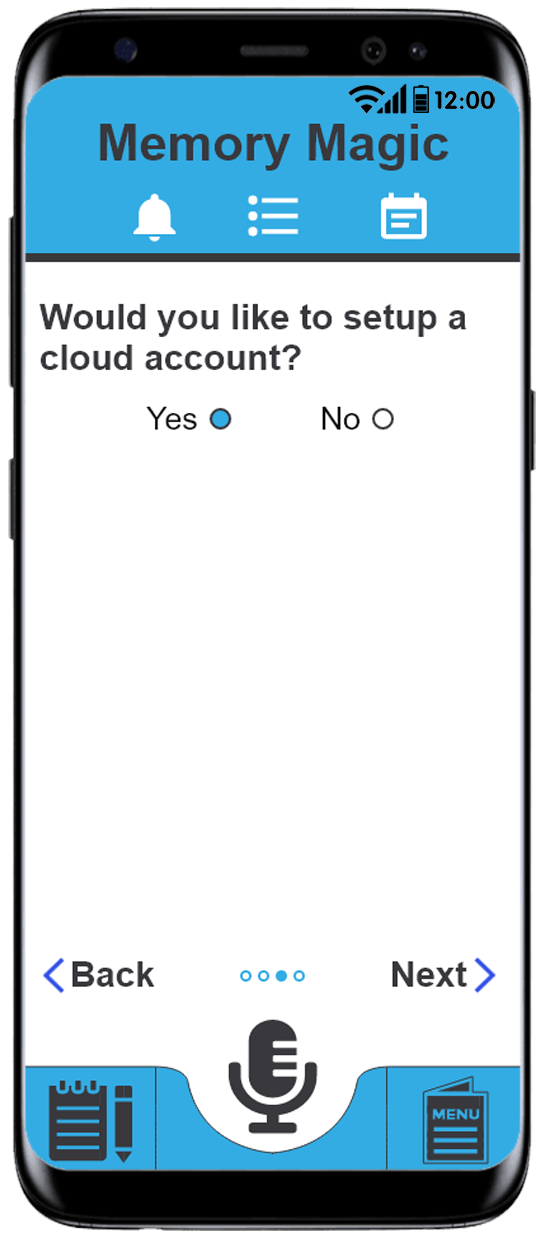 12:00
Memory Magic
Would you like to setup a
cloud account?
Yes No
Back Next
MENU